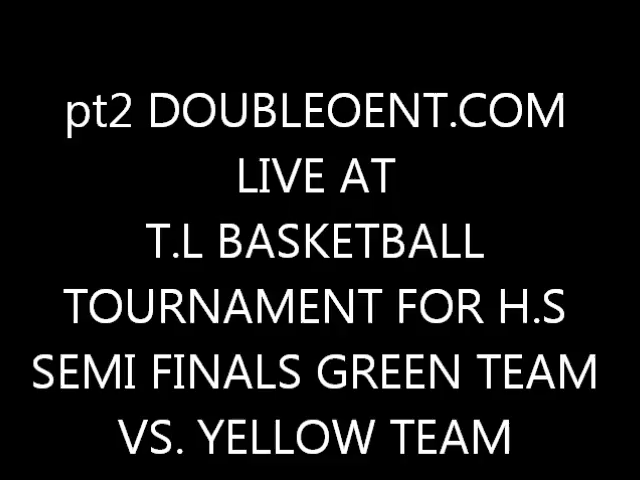 pt2 DOUBLEOENT.COM
LIVE AT
T.L BASKETBALL
TOURNAMENT FOR H.S
SEMI FINALS GREEN TEAM
VS. YELLOW TEAM